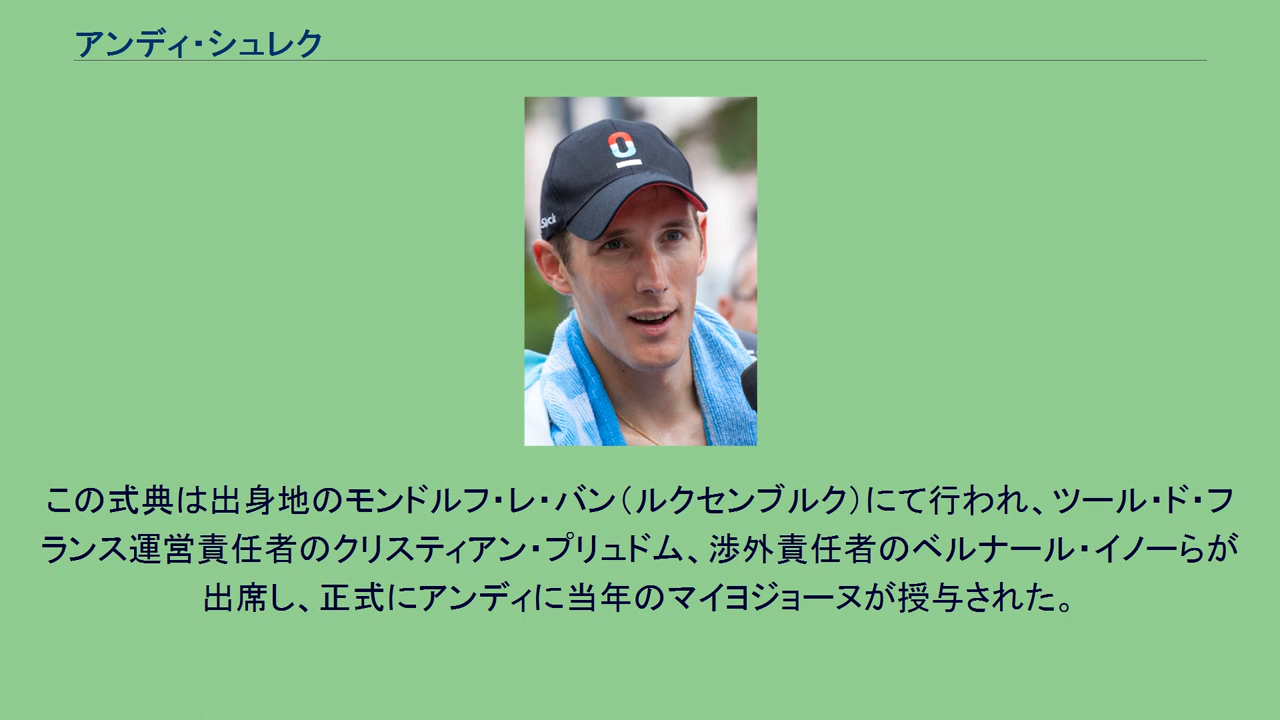 アンディ・シュレク
この式典は出身地のモンドルフ・レ・バン（ルクセンブルク）にて行われ、ツール・ド・フ
ランス運営責任者のクリスティアン・プリュドム、渉外責任者のベルナール・イノーらが
出席し、正式にアンディに当年のマイヨジョーヌが授与された。